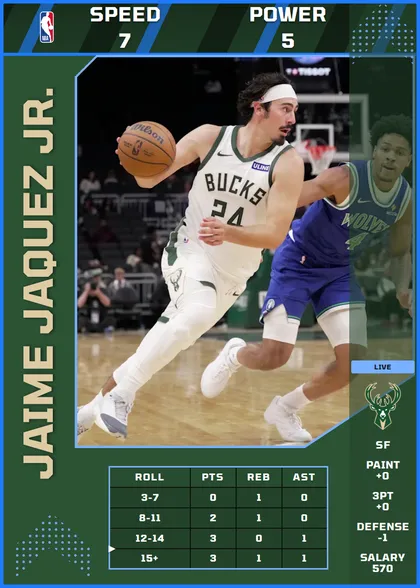 SPEED
7
POWER
5
JAIME JAQUEZ JR.
TISSOT
Wilson
ULINE
BUCKS
24
WOLVES
4
LIVE
SF
PAINT
+0
3PT
+0
DEFENSE
-1
SALARY
570
ROLL PTS REB AST
3-7 0 1 0
8-11 2 1 0
12-14 3 0 1
15+ 3 1 1